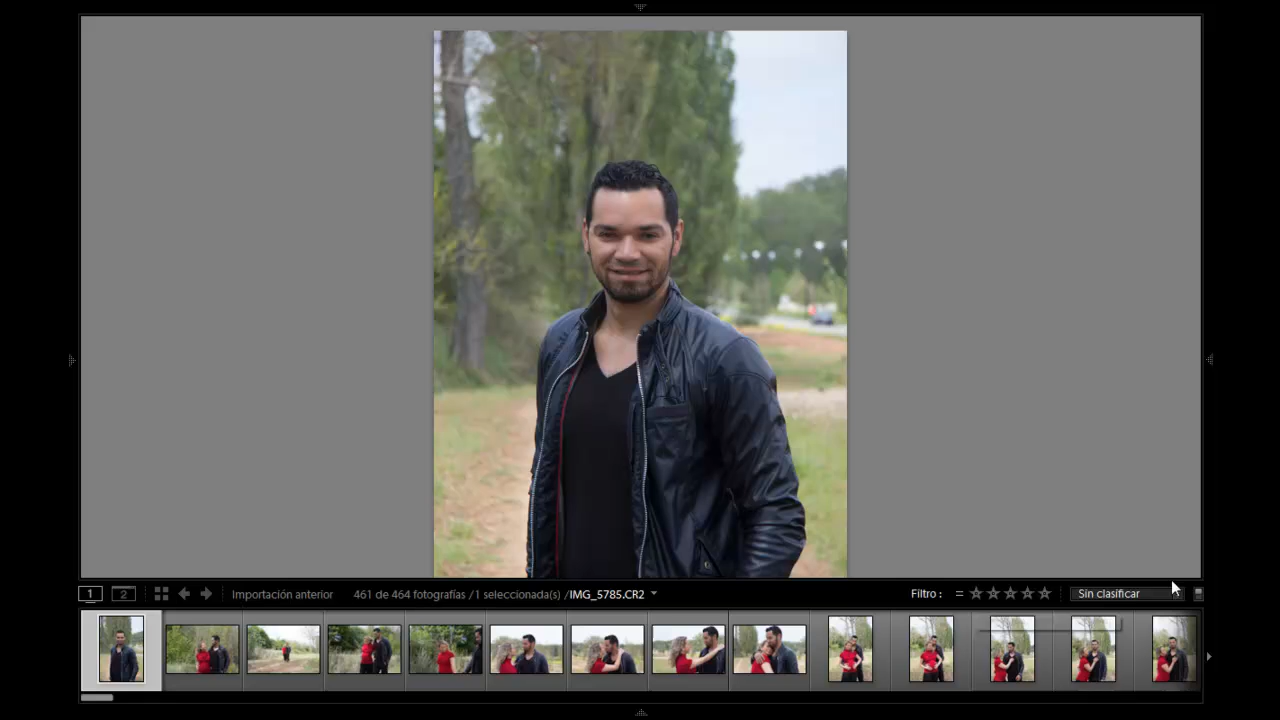 1 2 Importación anterior 461 de 464 fotografías /1 seleccionada(s) /IMG_5785.CR2 Filtro : = Sin clasificar